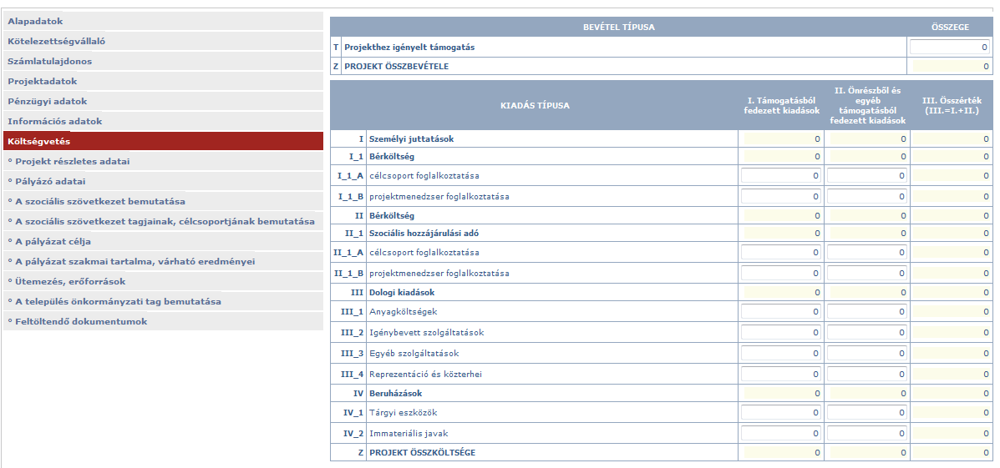 Alapadatok
Kötelezettségvállaló
Számlatulajdonos
Projektadatok
Pénzügyi adatok
Információs adatok
Költségvetés
° Projekt részletes adatai
° Pályázó adatai
° A szociális szövetkezet bemutatása
° A szociális szövetkezet tagjainak, célcsoportjának bemutatása
° A pályázat célja
° A pályázat szakmai tartalma, várható eredményei
° Ütemezés, erőforrások
° A település önkormányzati tag bemutatása
° Feltöltendő dokumentumok
BEVÉTEL TÍPUSA ÖSSZEGE
T Projekthez igényelt támogatás 0
Z PROJEKT ÖSSZBEVÉTELE 0
KIADÁS TÍPUSA
I. Támogatásból
fedezett kiadások
II. Önrészből és
egyéb
támogatásból
fedezett kiadások
III. Összérték
(III.=I.+II.)
I Személyi juttatások 0 0 0
I_1 Bérköltség 0 0 0
I_1_A célcsoport foglalkoztatása 0 0 0
I_1_B projektmenedzser foglalkoztatása 0 0 0
II Bérköltség 0 0 0
II_1 Szociális hozzájárulási adó 0 0 0
II_1_A célcsoport foglalkoztatása 0 0 0
II_1_B projektmenedzser foglalkoztatása 0 0 0
III Dologi kiadások 0 0 0
III_1 Anyagköltségek 0 0 0
III_2 Igénybevett szolgáltatások 0 0 0
III_3 Egyéb szolgáltatások 0 0 0
III_4 Reprezentáció és közterhei 0 0 0
IV Beruházások 0 0 0
IV_1 Tárgyi eszközök 0 0 0
IV_2 Immateriális javak 0 0 0
Z PROJEKT ÖSSZKÖLTSÉGE 0 0 0